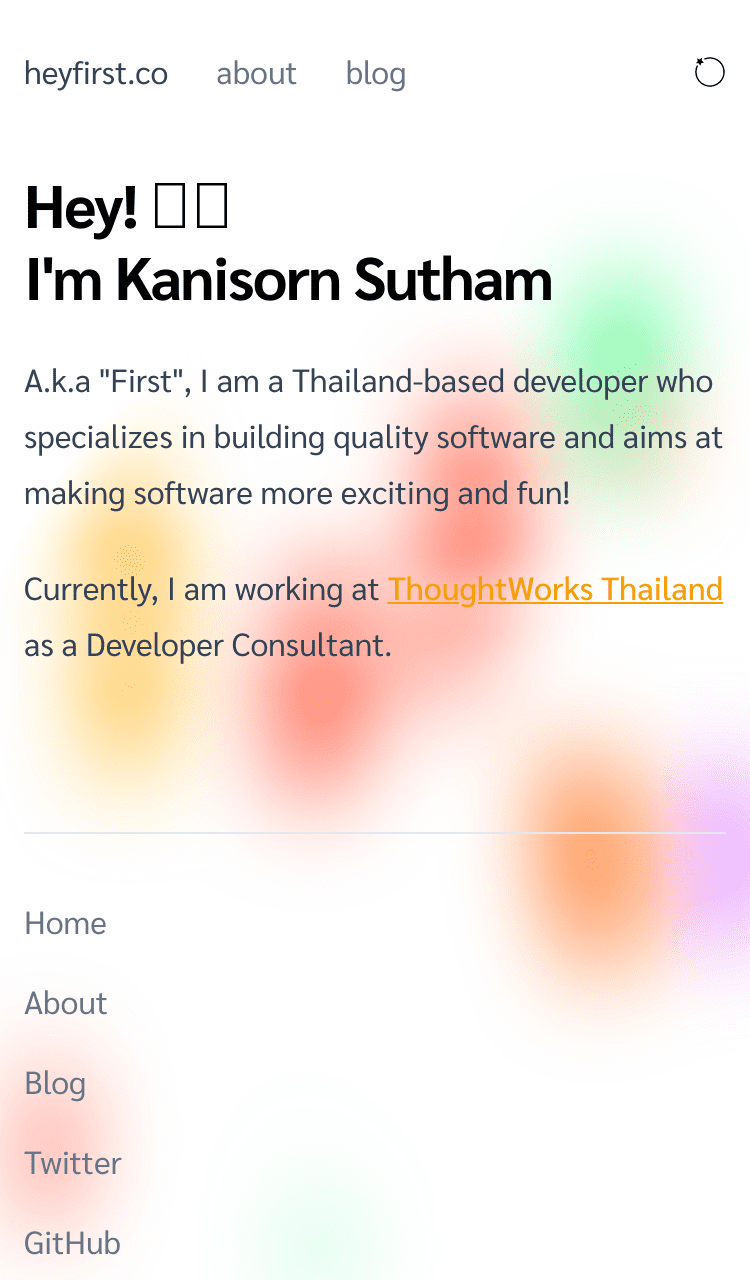 heyfirst.co about blog
Hey!
I'm Kanisorn Sutham
A.k.a "First", I am a Thailand-based developer who
specializes in building quality software and aims at
making software more exciting and fun!
Currently, I am working at ThoughtWorks Thailand
as a Developer Consultant.
Home
About
Blog
Twitter
GitHub